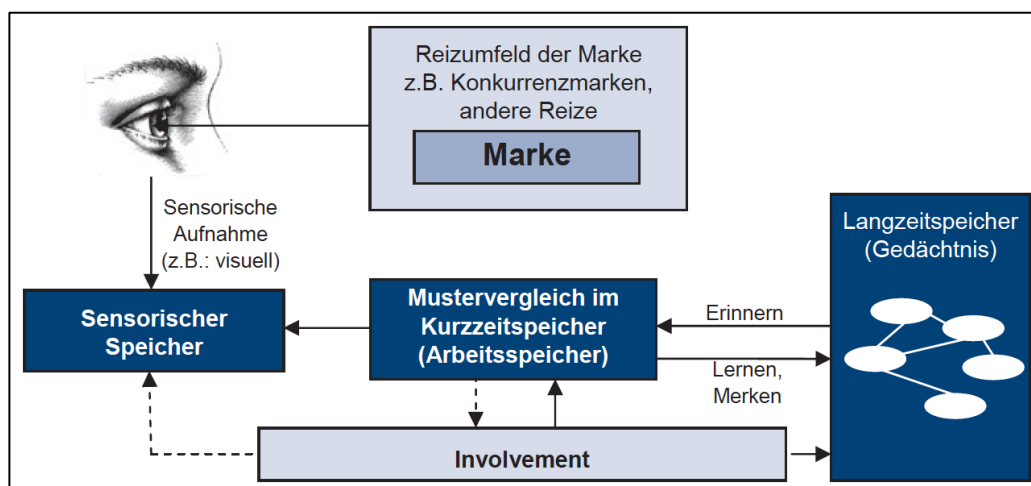 Reizumfeld der Marke
z.B. Konkurrenzmarken,
andere Reize
Marke
Sensorische
Aufnahme
(z.B.: visuell)
Langzeitspeicher
(Gedächtnis)
Sensorischer
Speicher
Mustervergleich im
Kurzzeitspeicher
(Arbeitsspeicher)
Erinnern
Lernen,
Merken
Involvement